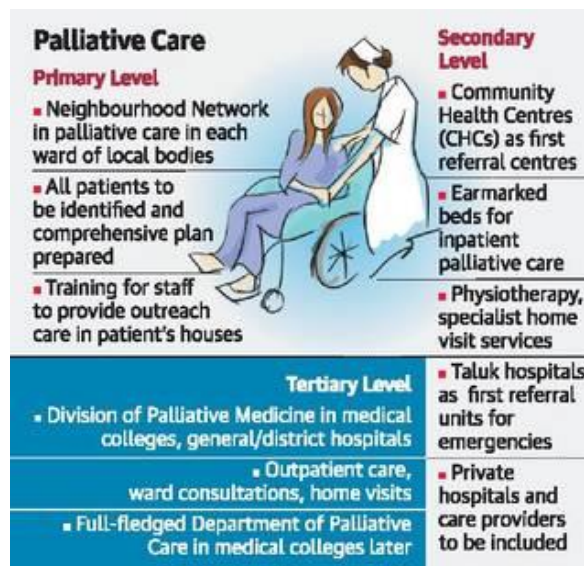 Palliative Care
Primary Level
▪ Neighbourhood Network
in palliative care in each
ward of local bodies
▪ All patients to
be identified and
comprehensive plan
prepared
▪ Training for staff
to provide outreach
care in patient's houses
Secondary
Level
▪ Community
Health Centres
(CHCs) as first
referral centres
▪ Earmarked
beds for
inpatient
palliative care
▪ Physiotherapy,
specialist home
visit services
▪ Taluk hospitals
as first referral
units for
emergencies
▪ Private
hospitals and
care providers
to be included
Tertiary Level
▪ Division of Palliative Medicine in medical
colleges, general/district hospitals
▪ Outpatient care,
ward consultations, home visits
▪ Full-fledged Department of Palliative
Care in medical colleges later